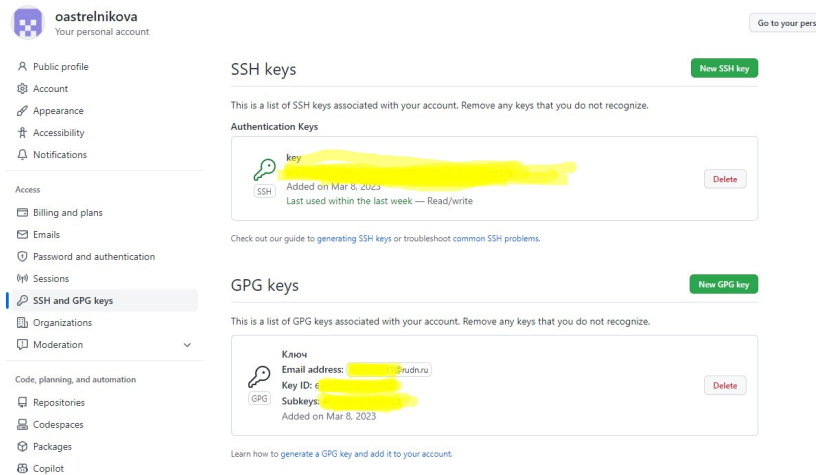 oastrelnikova
Your personal account
Go to your pers
Public profile
Account
Appearance
Accessibility
Notifications
Access
Billing and plans
Emails
Password and authentication
Sessions
SSH and GPG keys
Organizations
Moderation
Code, planning, and automation
Repositories
Codespaces
Packages
Copilot
SSH keys
New SSH key
This is a list of SSH keys associated with your account. Remove any keys that you do not recognize.
Authentication Keys
key
SSH
Added on Mar 8, 2023
Last used within the last week — Read/write
Delete
Check out our guide to generating SSH keys or troubleshoot common SSH problems.
GPG keys
New GPG key
This is a list of GPG keys associated with your account. Remove any keys that you do not recognize.
Ключ
Email address: @rudn.ru
Key ID: 6
Subkeys:
GPG
Added on Mar 8, 2023
Delete
Learn how to generate a GPG key and add it to your account.